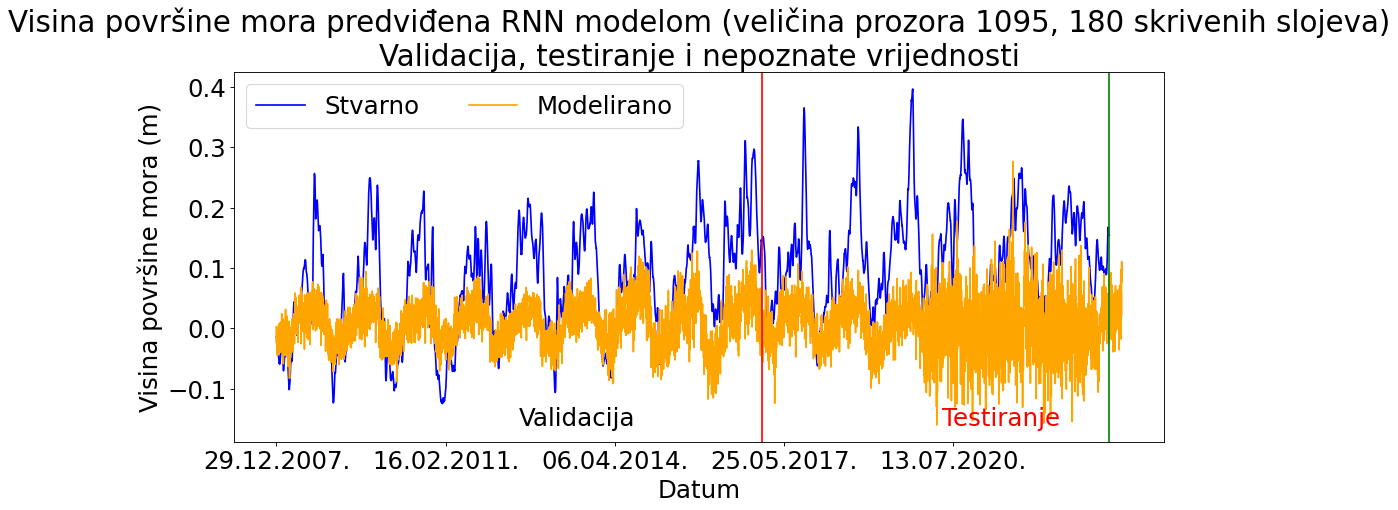 Visina površine mora predviđena RNN modelom (veličina prozora 1095, 180 skrivenih slojeva)
Validacija, testiranje i nepoznate vrijednosti
Stvarno
Modelirano
Visina površine mora (m)
0.4
0.3
0.2
0.1
0.0
−0.1
Validacija
Testiranje
29.12.2007.
16.02.2011.
06.04.2014.
25.05.2017.
13.07.2020.
Datum